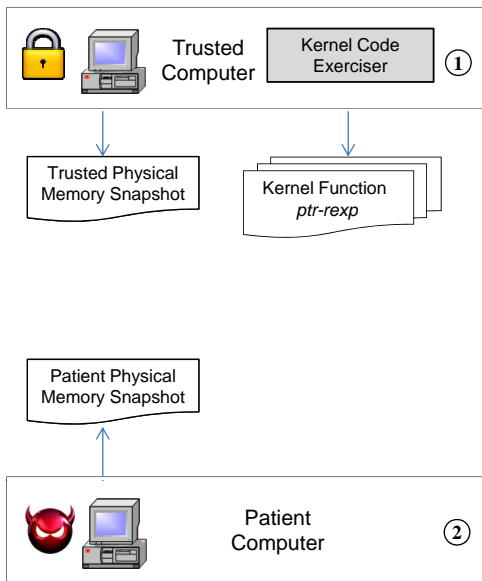 Trusted
Computer
Kernel Code
Exerciser
1
Trusted Physical
Memory Snapshot
Kernel Function
ptr-rexp
Patient Physical
Memory Snapshot
Patient
Computer
2